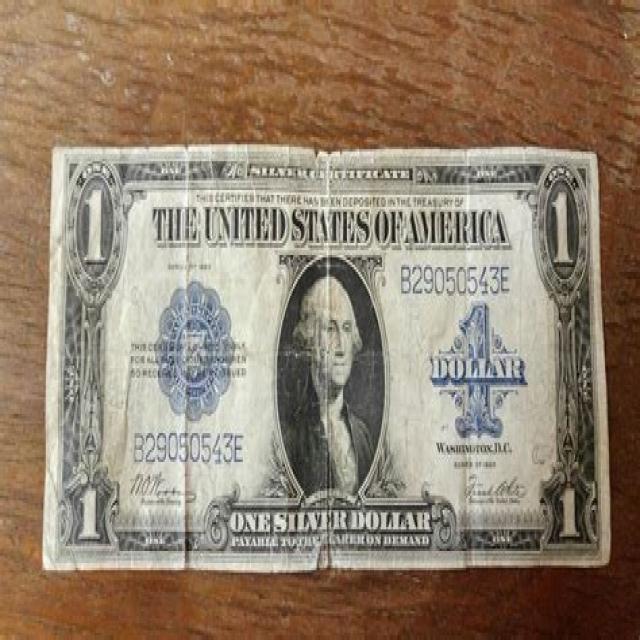 1
1
SILVER CERTIFICATE
THIS CERTIFIES THAT THERE HAS BEEN DEPOSITED IN THE TREASURY OF
THE UNITED STATES OF AMERICA
B29050543E
1
DOLLAR
WASHINGTON, D.C.
B29050543E
1
1
ONE SILVER DOLLAR
PAYABLE TO THE BEARER ON DEMAND